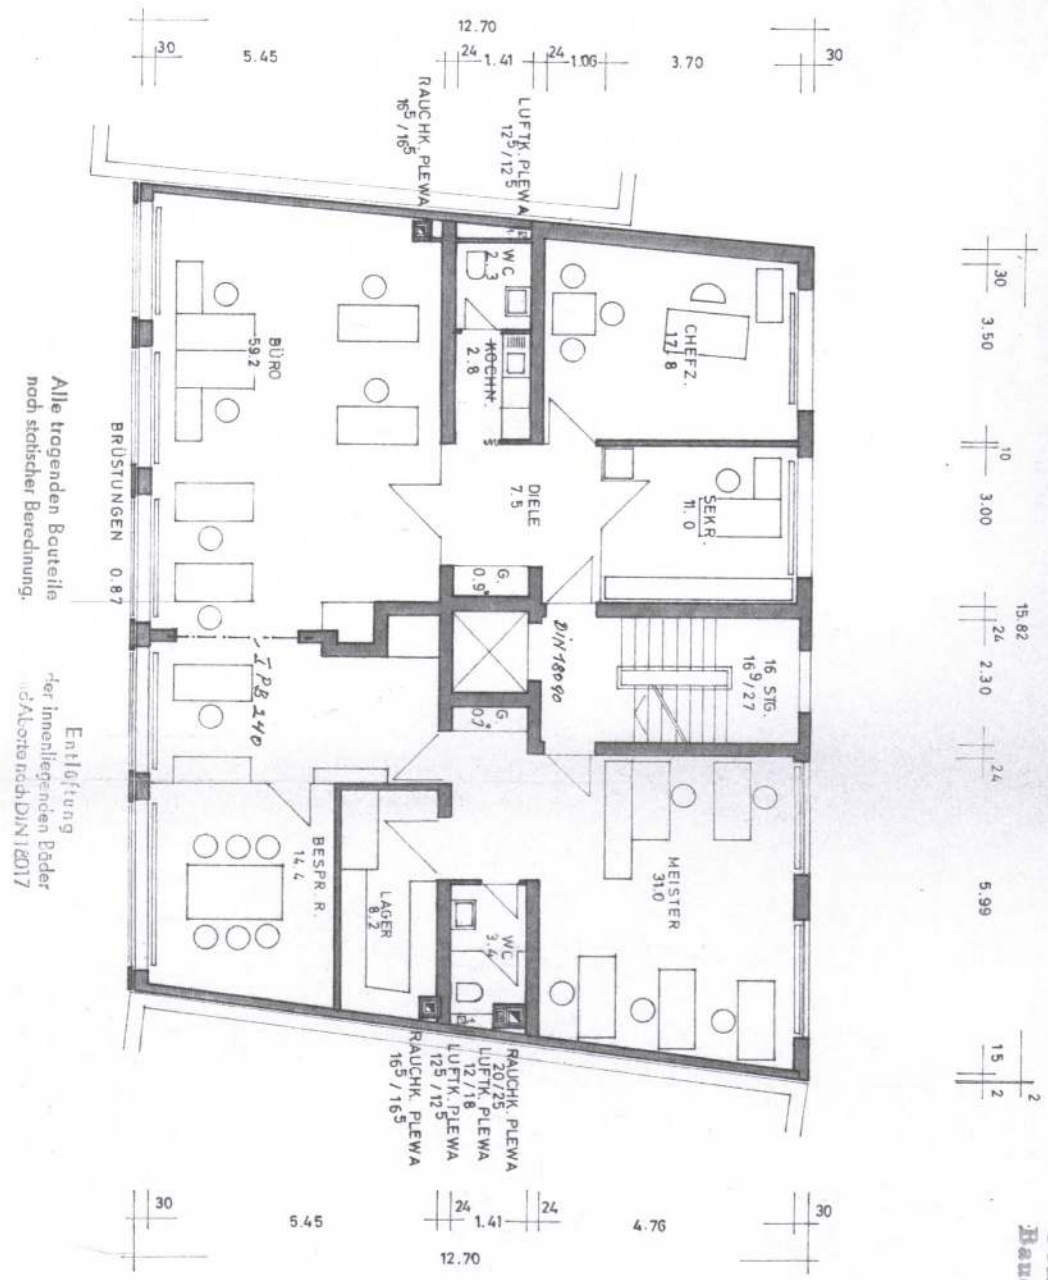 12.70
30
5.45
24
1.41
24
1.06
3.70
30
RAUCHK. PLEWA
16⁵/16⁵
LUFTK. PLEWA
12⁵/12⁵
30
3.50
10
3.00
15.82
24
2.30
24
5.99
15
2
2
WC
2.3
KOCHN.
2.8
CHEFZ.
17.8
BÜRO
59.2
DIELE
7.5
SEKR.
11.0
G.
0.9
DIN 18090
16 STG.
16⁹/27
G
0.7
IPB 240
MEISTER
31.0
BESPR. R.
14.4
LAGER
8.2
WC
3.4
BRÜSTUNGEN 0.87
Alle tragenden Bauteile
nach statischer Berechnung.
Entlüftung
der innenliegenden Bäder
Aborte nach DIN 18017
RAUCHK. PLEWA
20/25
LUFTK. PLEWA
12/18
LUFTK. PLEWA
12⁵/12⁵
RAUCHK. PLEWA
16⁵/16⁵
30
5.45
24
1.41
24
4.76
30
12.70
Bau